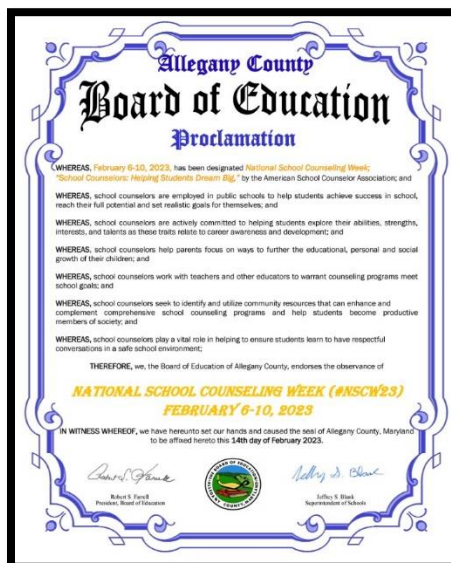 Allegany County
Board of Education
Proclamation
WHEREAS, February 6-10, 2023, has been designated National School Counseling Week;
"School Counselors: Helping Students Dream Big," by the American School Counselor Association; and
WHEREAS, school counselors are employed in public schools to help students achieve success in school,
reach their full potential and set realistic goals for themselves; and
WHEREAS, school counselors are actively committed to helping students explore their abilities, strengths,
interests, and talents as these traits relate to career awareness and development; and
WHEREAS, school counselors help parents focus on ways to further the educational, personal and social
growth of their children; and
WHEREAS, school counselors work with teachers and other educators to warrant counseling programs meet
school goals; and
WHEREAS, school counselors seek to identify and utilize community resources that can enhance and
complement comprehensive school counseling programs and help students become productive
members of society; and
WHEREAS, school counselors play a vital role in helping to ensure students learn to have respectful
conversations in a safe school environment;
THEREFORE, we, the Board of Education of Allegany County, endorses the observance of
NATIONAL SCHOOL COUNSELING WEEK (#NSCW23)
FEBRUARY 6-10, 2023
IN WITNESS WHEREOF, we have hereunto set our hands and caused the seal of Allegany County, Maryland
to be affixed hereto this 14th day of February 2023.
Robert S. Farrell
President, Board of Education
Jeffrey S. Blank
Superintendent of Schools